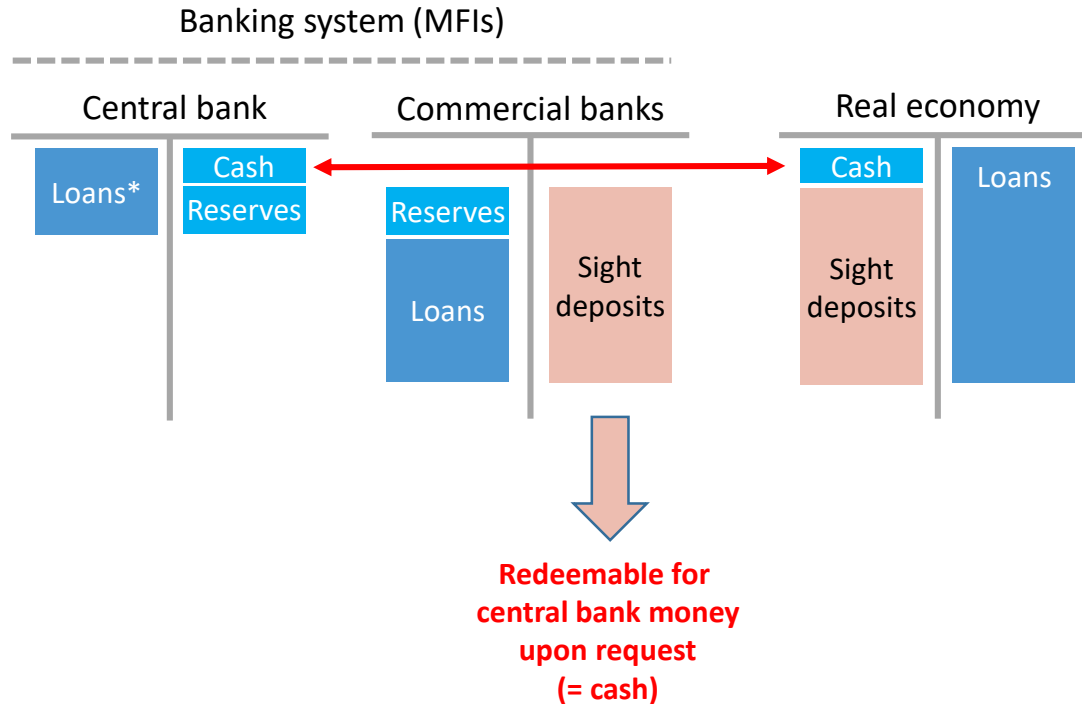 Banking system (MFIs)
Central bank
Commercial banks
Real economy
Loans*
Cash
Reserves
Reserves
Loans
Sight
deposits
Cash
Sight
deposits
Loans
Redeemable for
central bank money
upon request
(= cash)